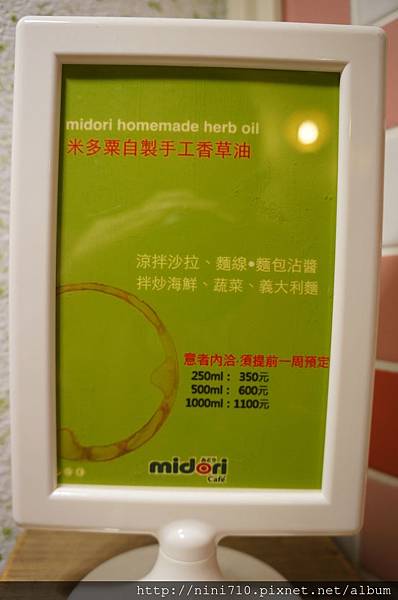 midori homemade herb oil
米多粟自製手工香草油
涼拌沙拉、麵線•麵包沾醬
拌炒海鮮、蔬菜、義大利麵
意者內洽‧須提前一周預定
250ml： 350元
500ml： 600元
1000ml：1100元
みどり
midori
Café
http://nini710.pixnet.net/album